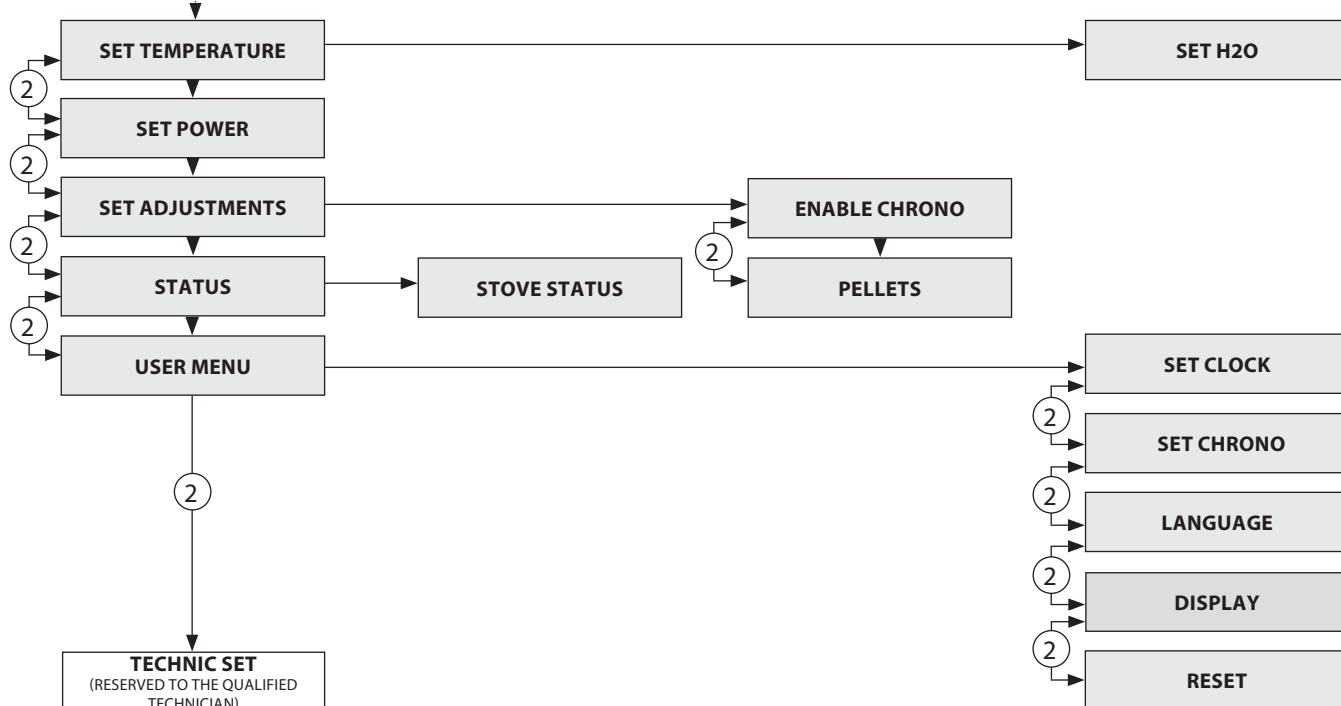 SET TEMPERATURE
SET H2O
2
SET POWER
2
SET ADJUSTMENTS
ENABLE CHRONO
2
2
STATUS
STOVE STATUS
PELLETS
2
USER MENU
SET CLOCK
2
SET CHRONO
2
2
LANGUAGE
2
DISPLAY
2
RESET
TECHNIC SET
(RESERVED TO THE QUALIFIED
TECHNICIAN)